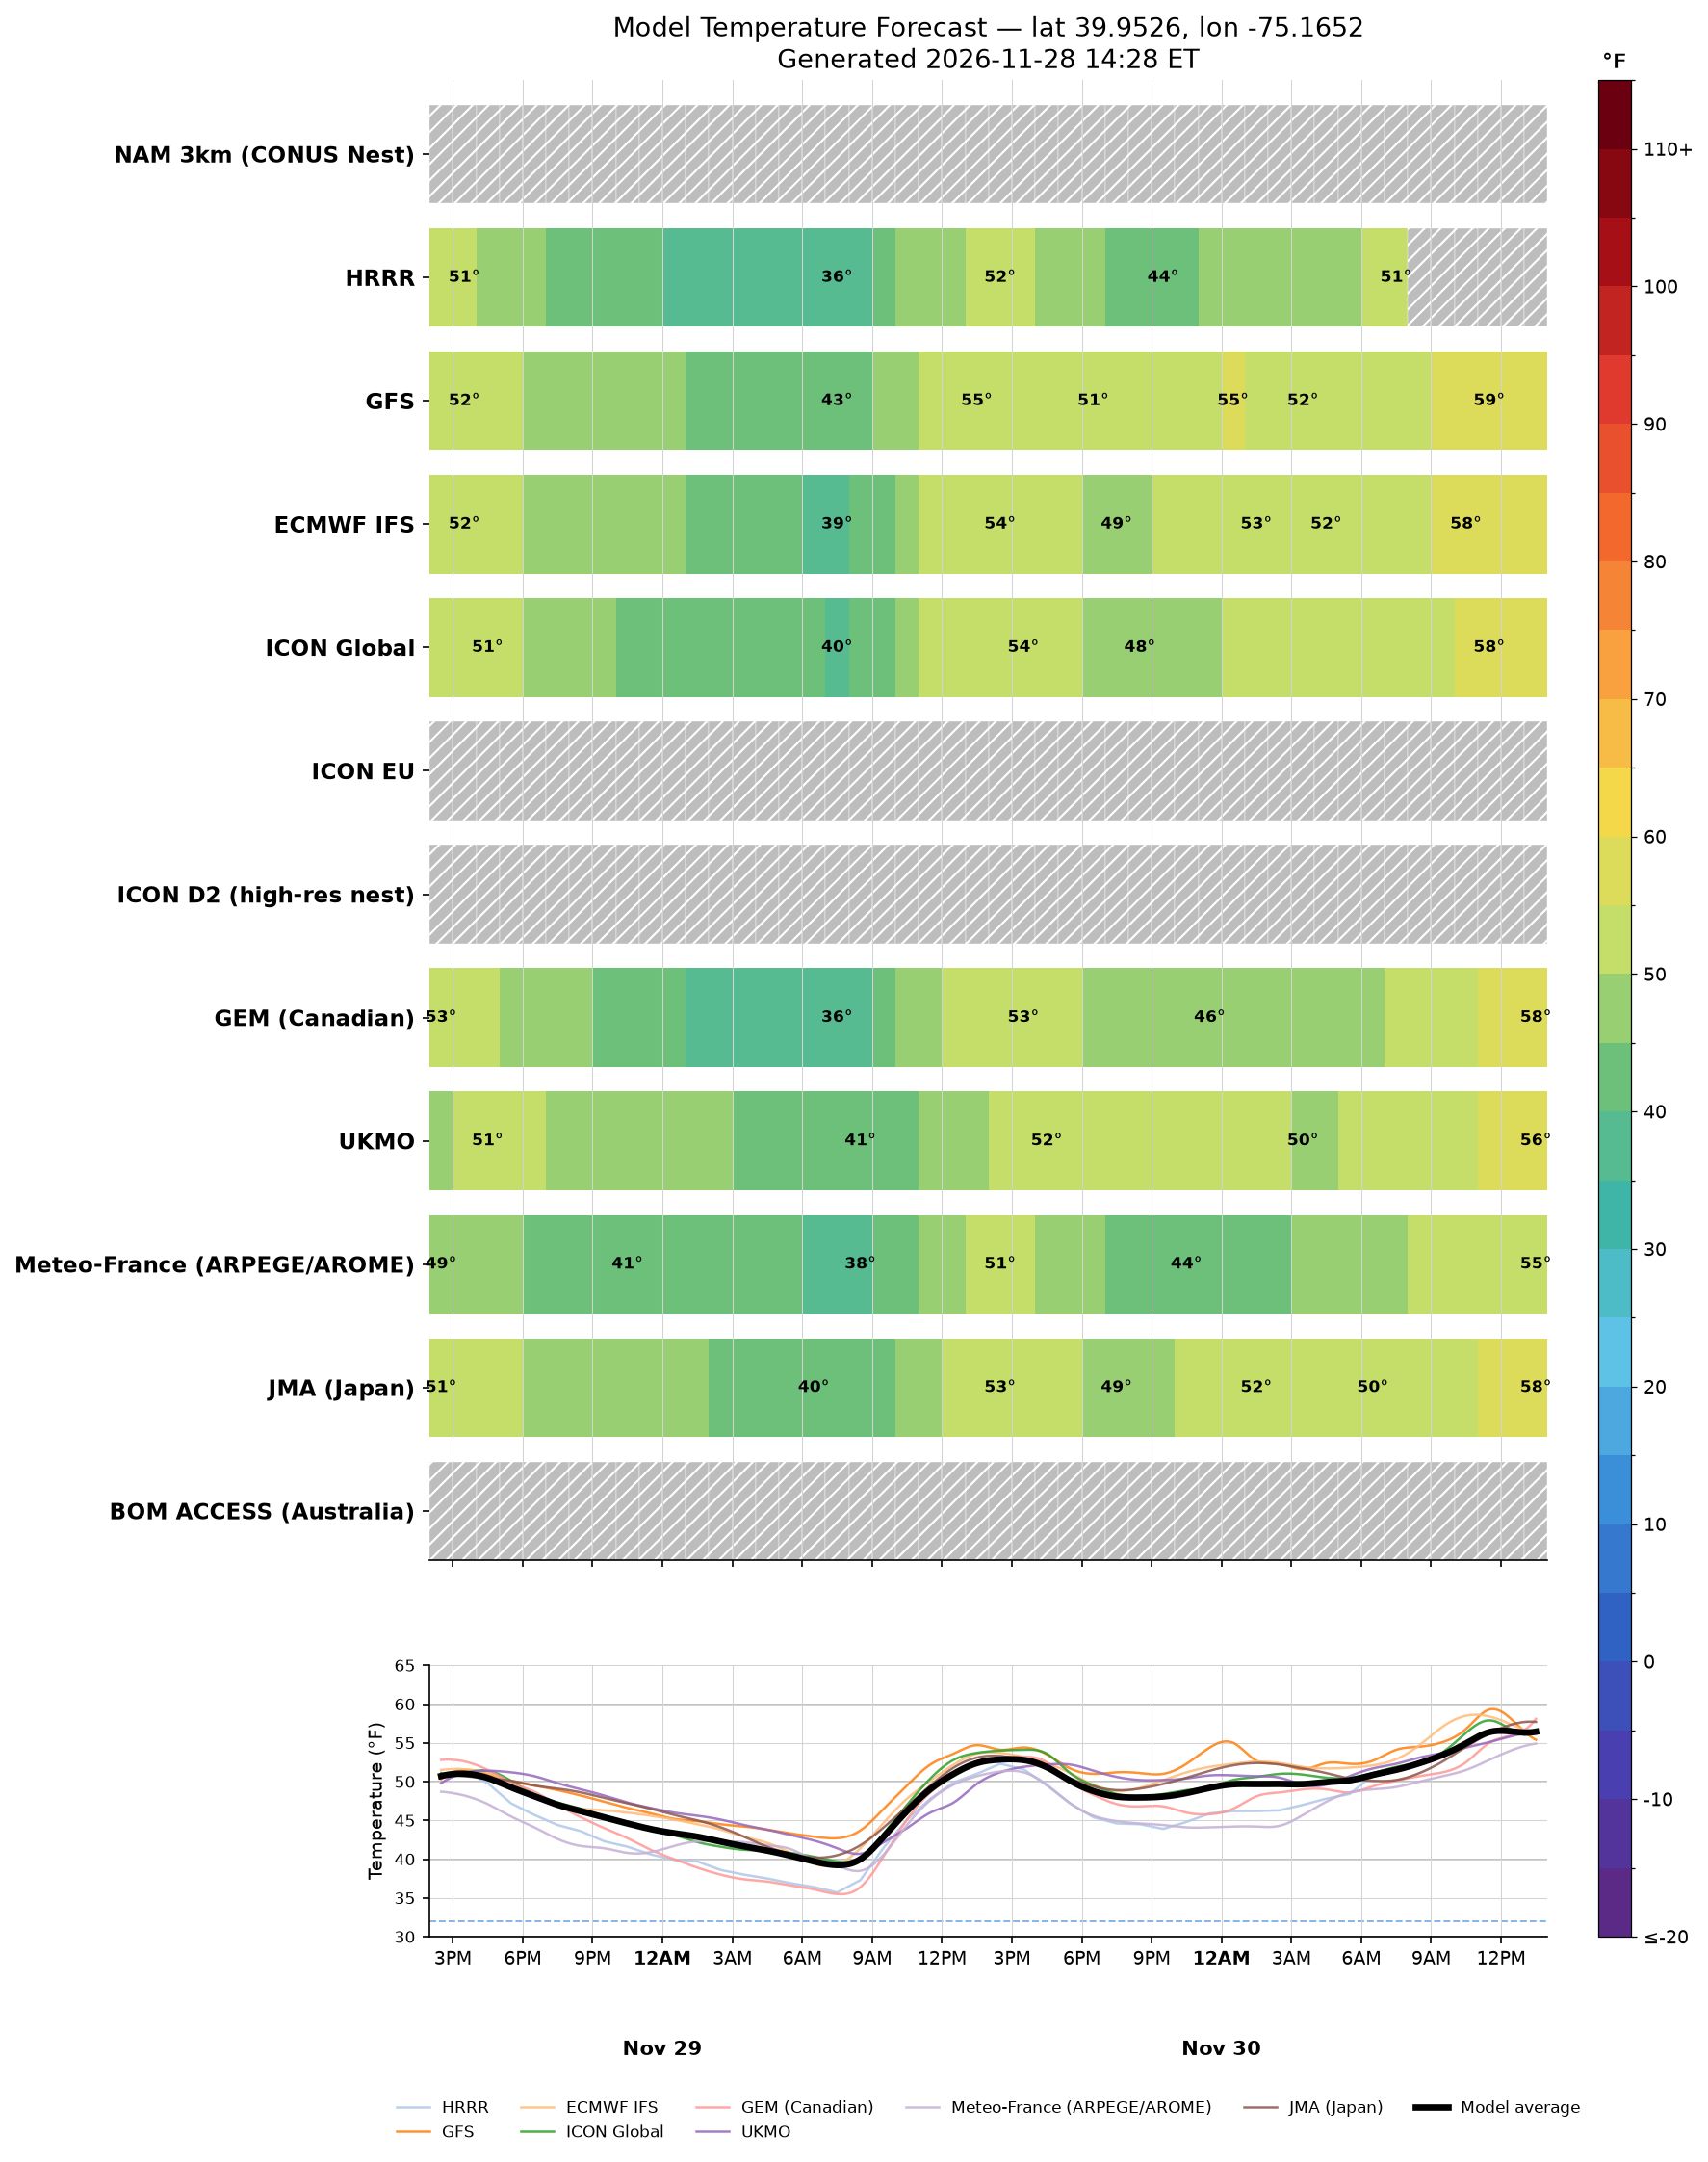 Model Temperature Forecast — lat 39.9526, lon -75.1652
Generated 2026-11-28 14:28 ET
°F
NAM 3km (CONUS Nest)
HRRR
51° 36° 52° 44° 51°
GFS
52° 43° 55° 51° 55° 52° 59°
ECMWF IFS
52° 39° 54° 49° 53° 52° 58°
ICON Global
51° 40° 54° 48° 58°
ICON EU
ICON D2 (high-res nest)
GEM (Canadian)
53° 36° 53° 46° 58°
UKMO
51° 41° 52° 50° 56°
Meteo-France (ARPEGE/AROME)
49° 41° 38° 51° 44° 55°
JMA (Japan)
51° 40° 53° 49° 52° 50° 58°
BOM ACCESS (Australia)
110+
100
90
80
70
60
50
40
30
20
10
0
-10
≤-20
Temperature (°F)
65
60
55
50
45
40
35
30
3PM 6PM 9PM 12AM 3AM 6AM 9AM 12PM 3PM 6PM 9PM 12AM 3AM 6AM 9AM 12PM
Nov 29 Nov 30
HRRR ECMWF IFS GEM (Canadian) Meteo-France (ARPEGE/AROME) JMA (Japan) Model average
GFS ICON Global UKMO